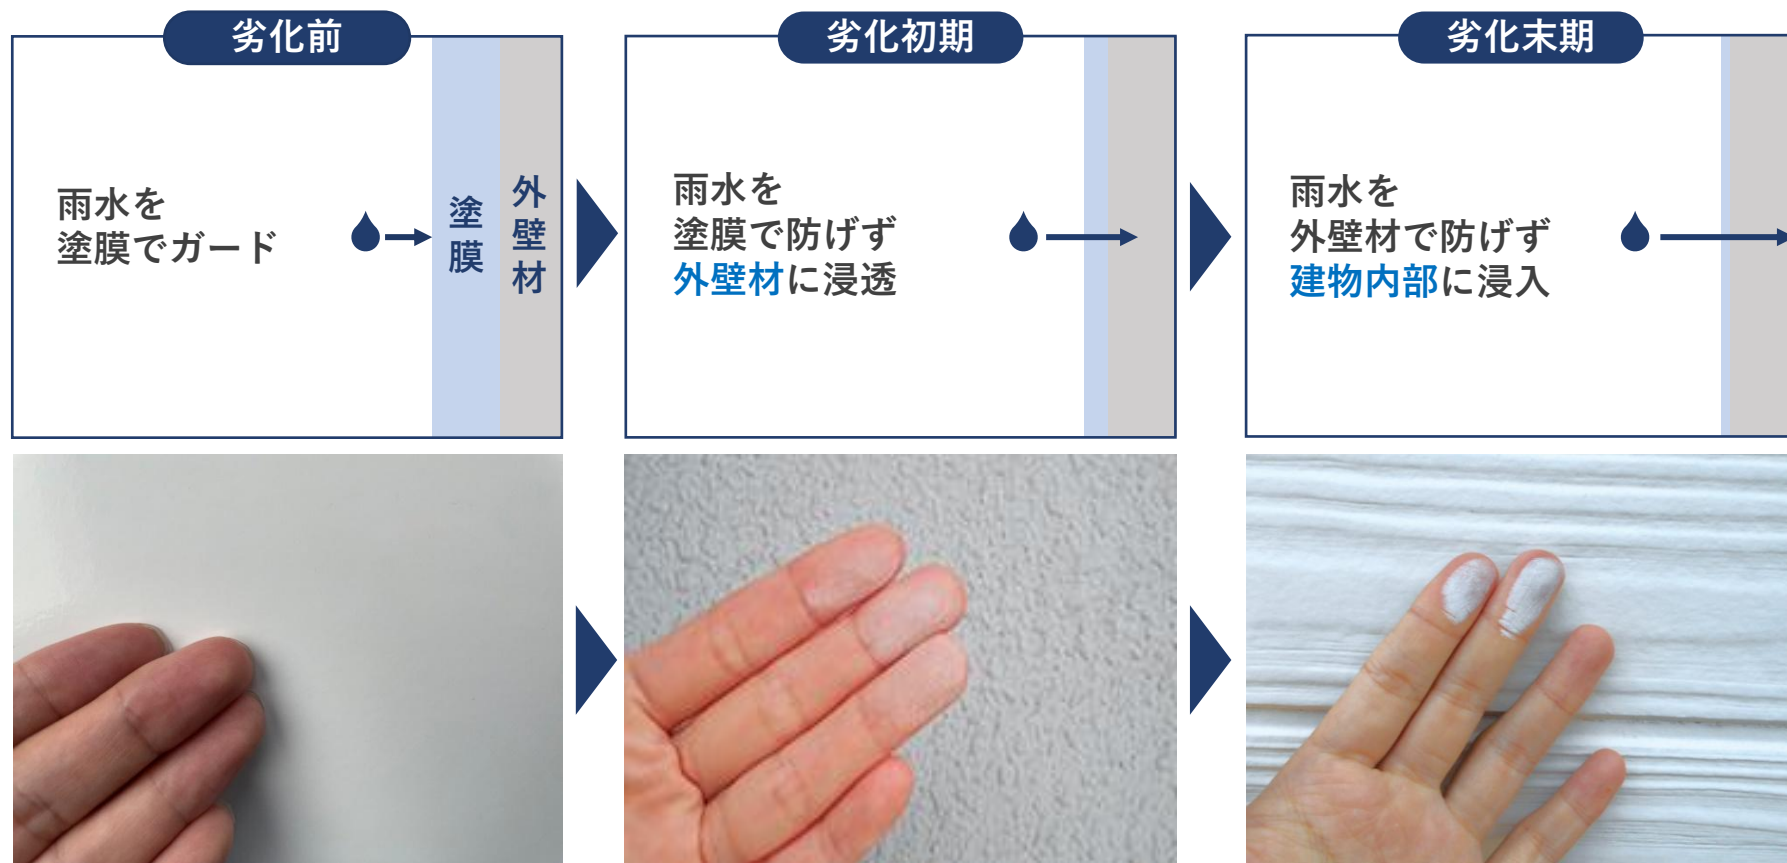 劣化前
雨水を
塗膜でガード
塗膜
外壁材
劣化初期
雨水を
塗膜で防げず
外壁材に浸透
劣化末期
雨水を
外壁材で防げず
建物内部に浸入